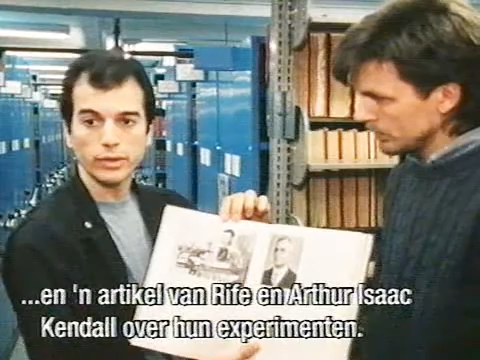 ...en 'n artikel van Rife en Arthur Isaac
Kendall over hun experimenten.